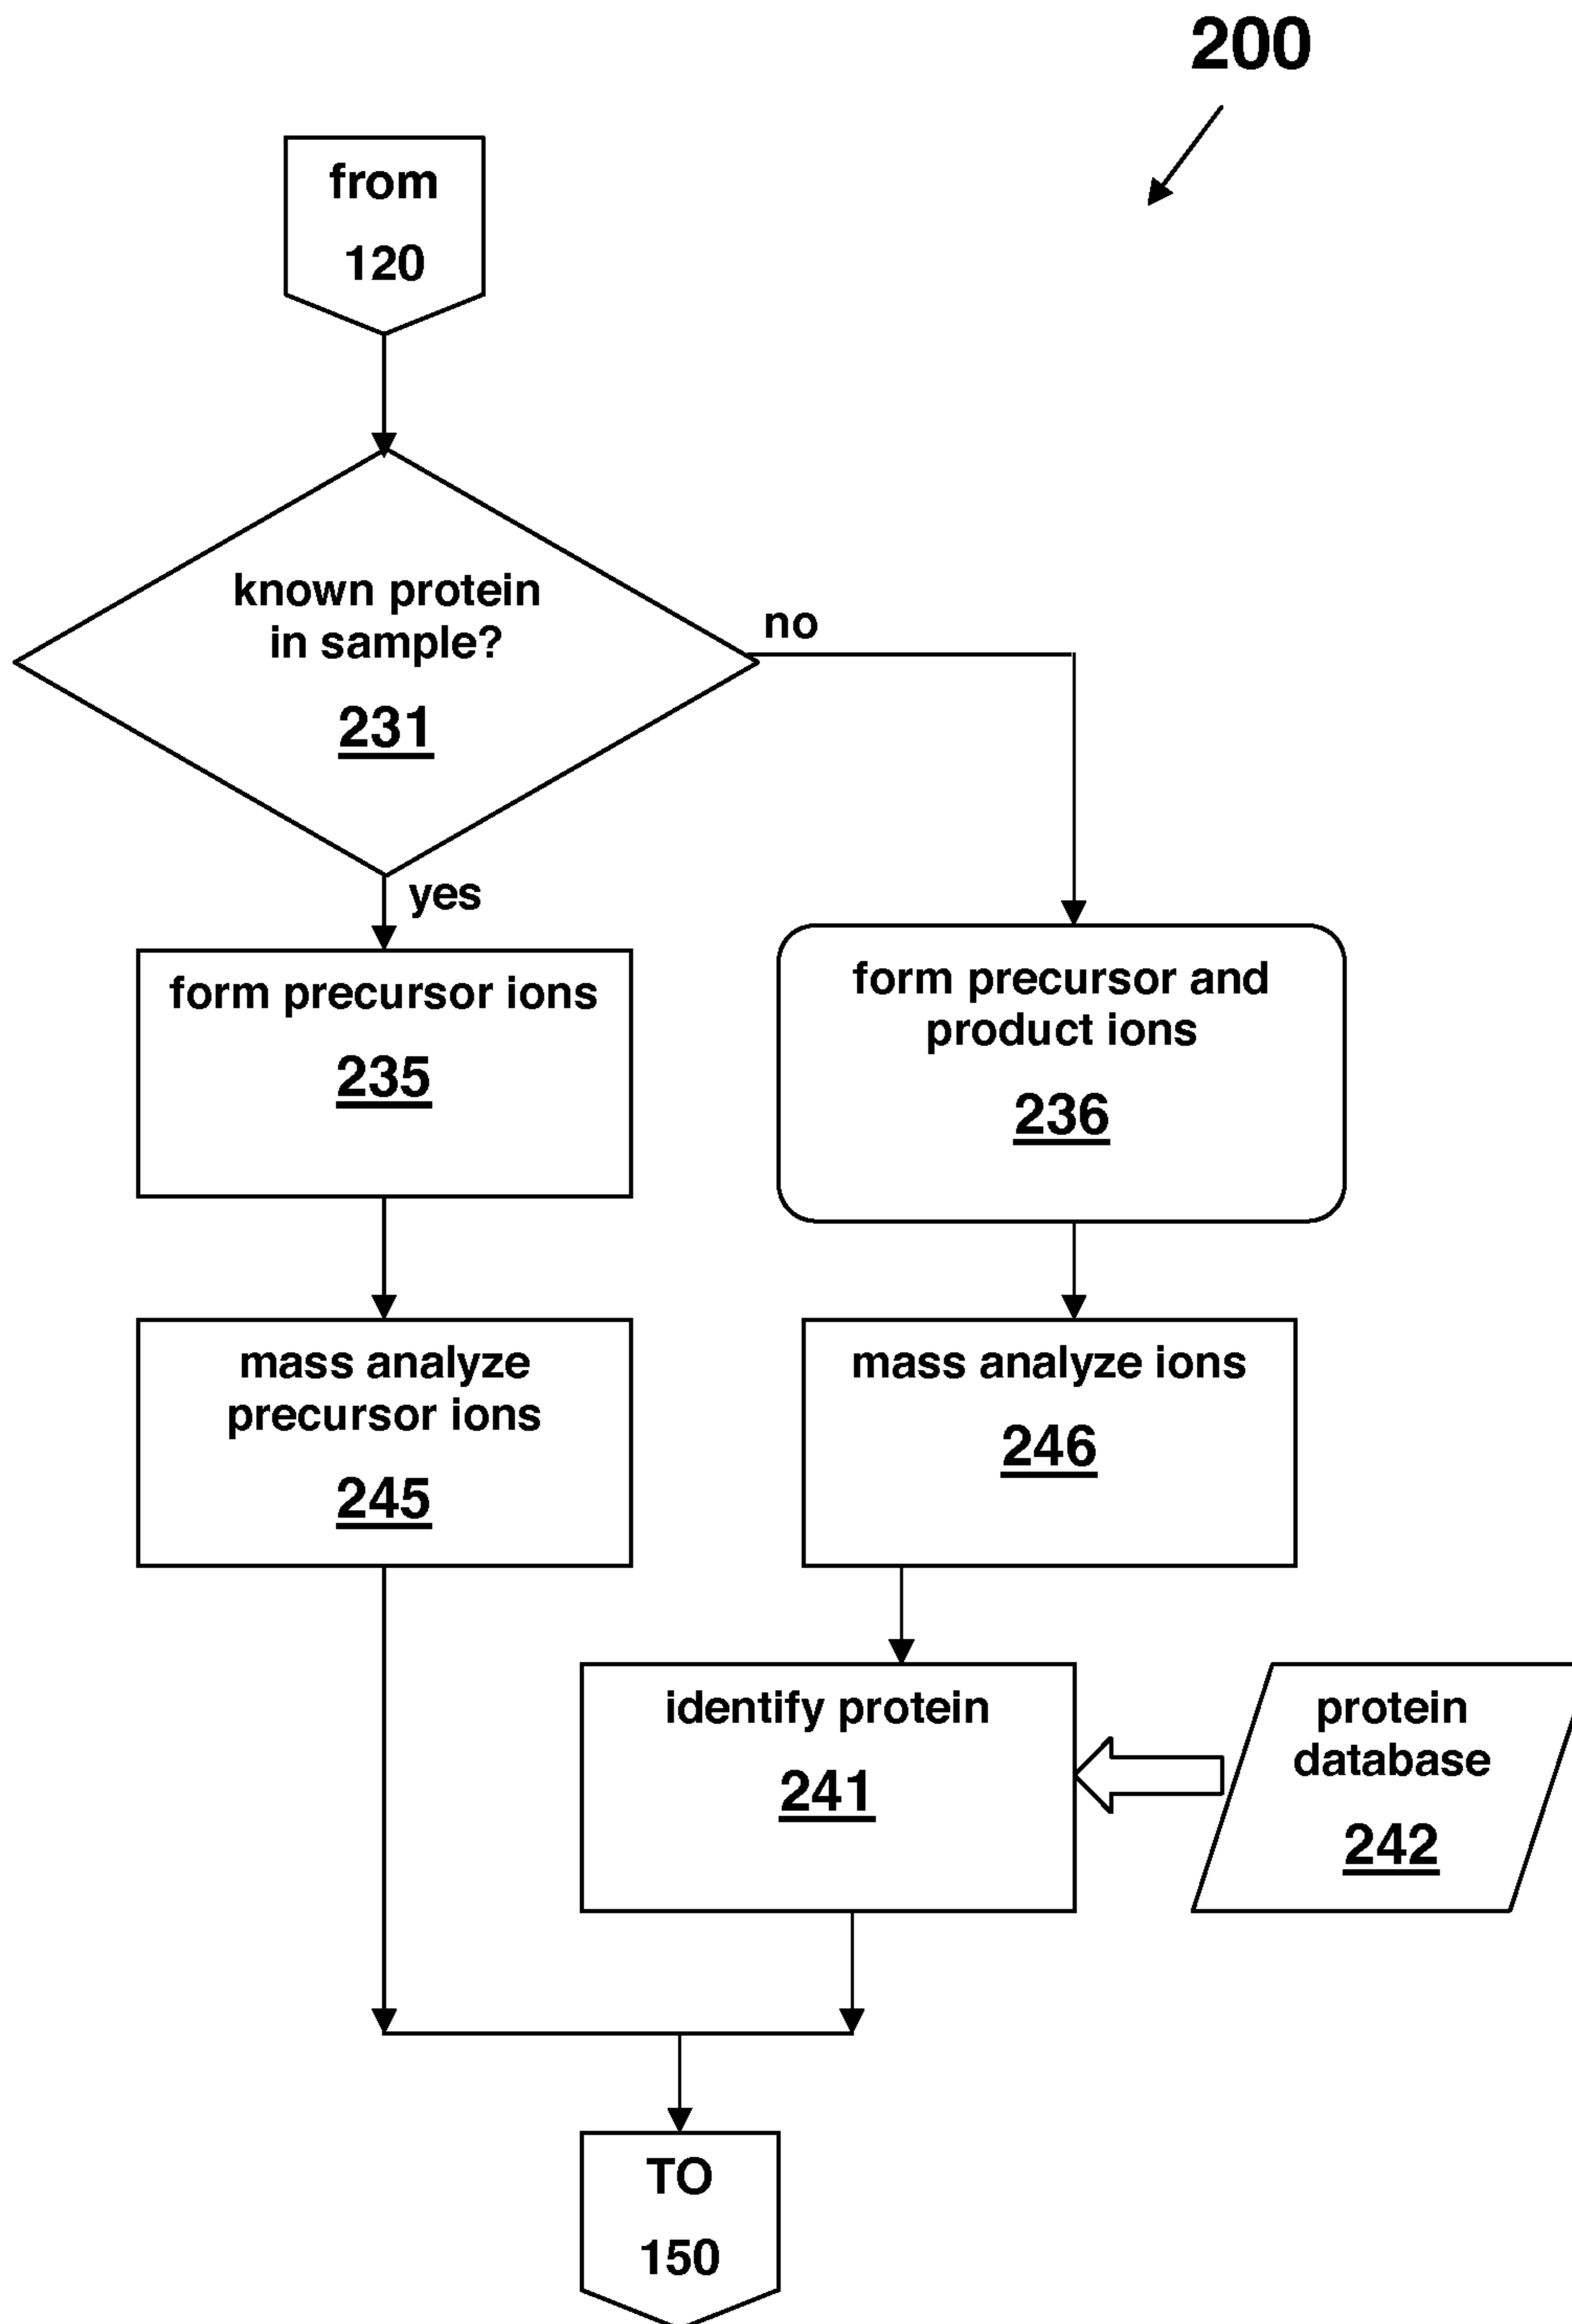 200
from
120
known protein
in sample?
231
no
yes
form precursor ions
235
form precursor and
product ions
236
mass analyze
precursor ions
245
mass analyze ions
246
identify protein
241
protein
database
242
TO
150